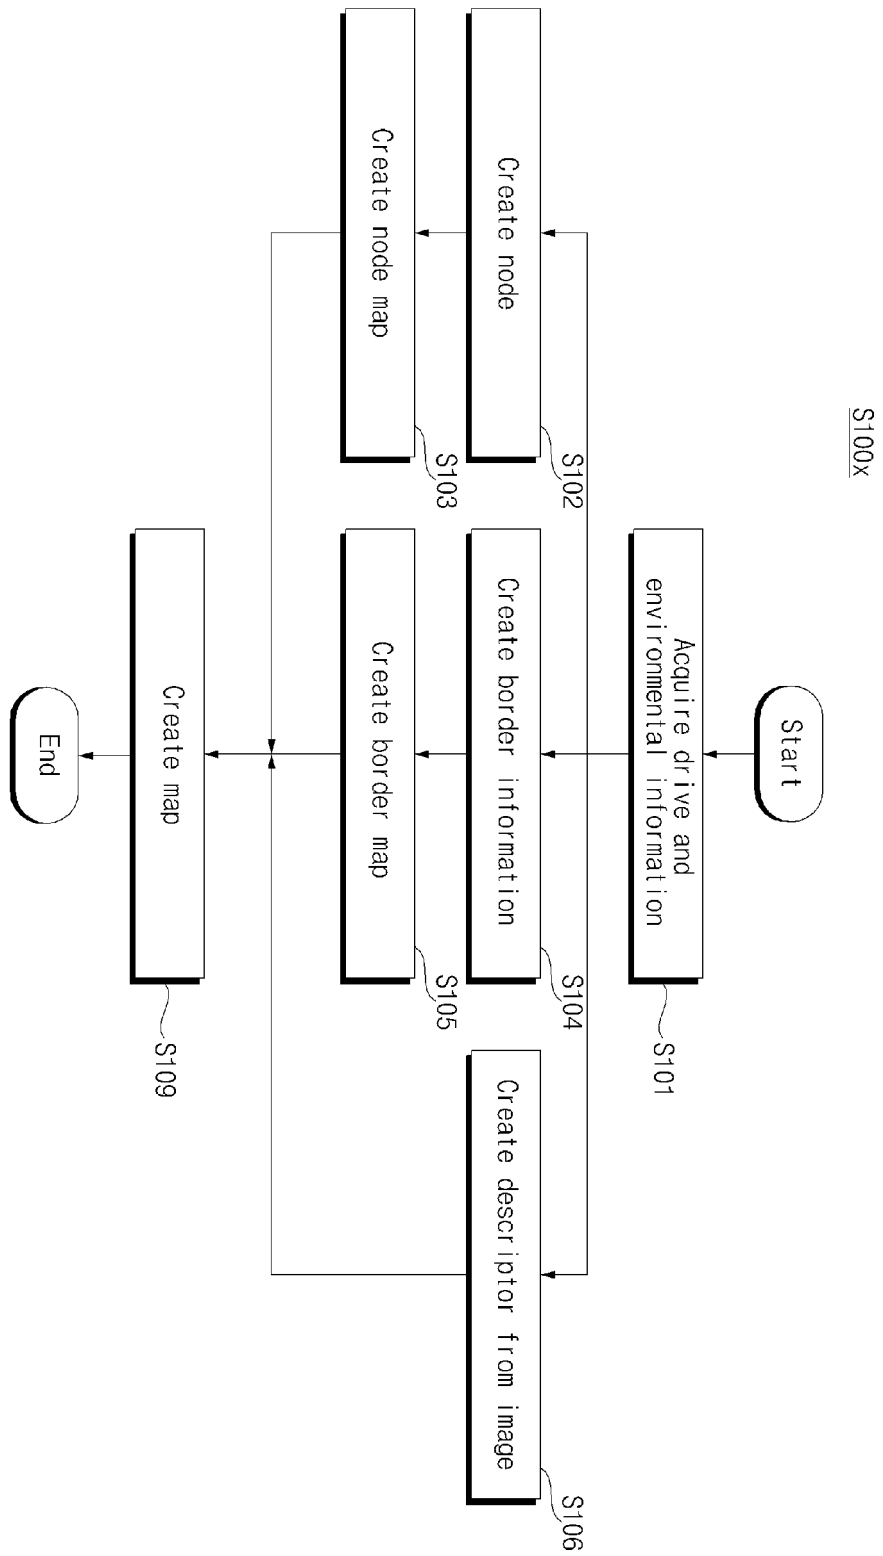 S100x
Start
Acquire drive and
environmental information
S101
Create node
S102
Create border information
S104
Create descriptor from image
S106
Create node map
S103
Create border map
S105
Create map
S109
End